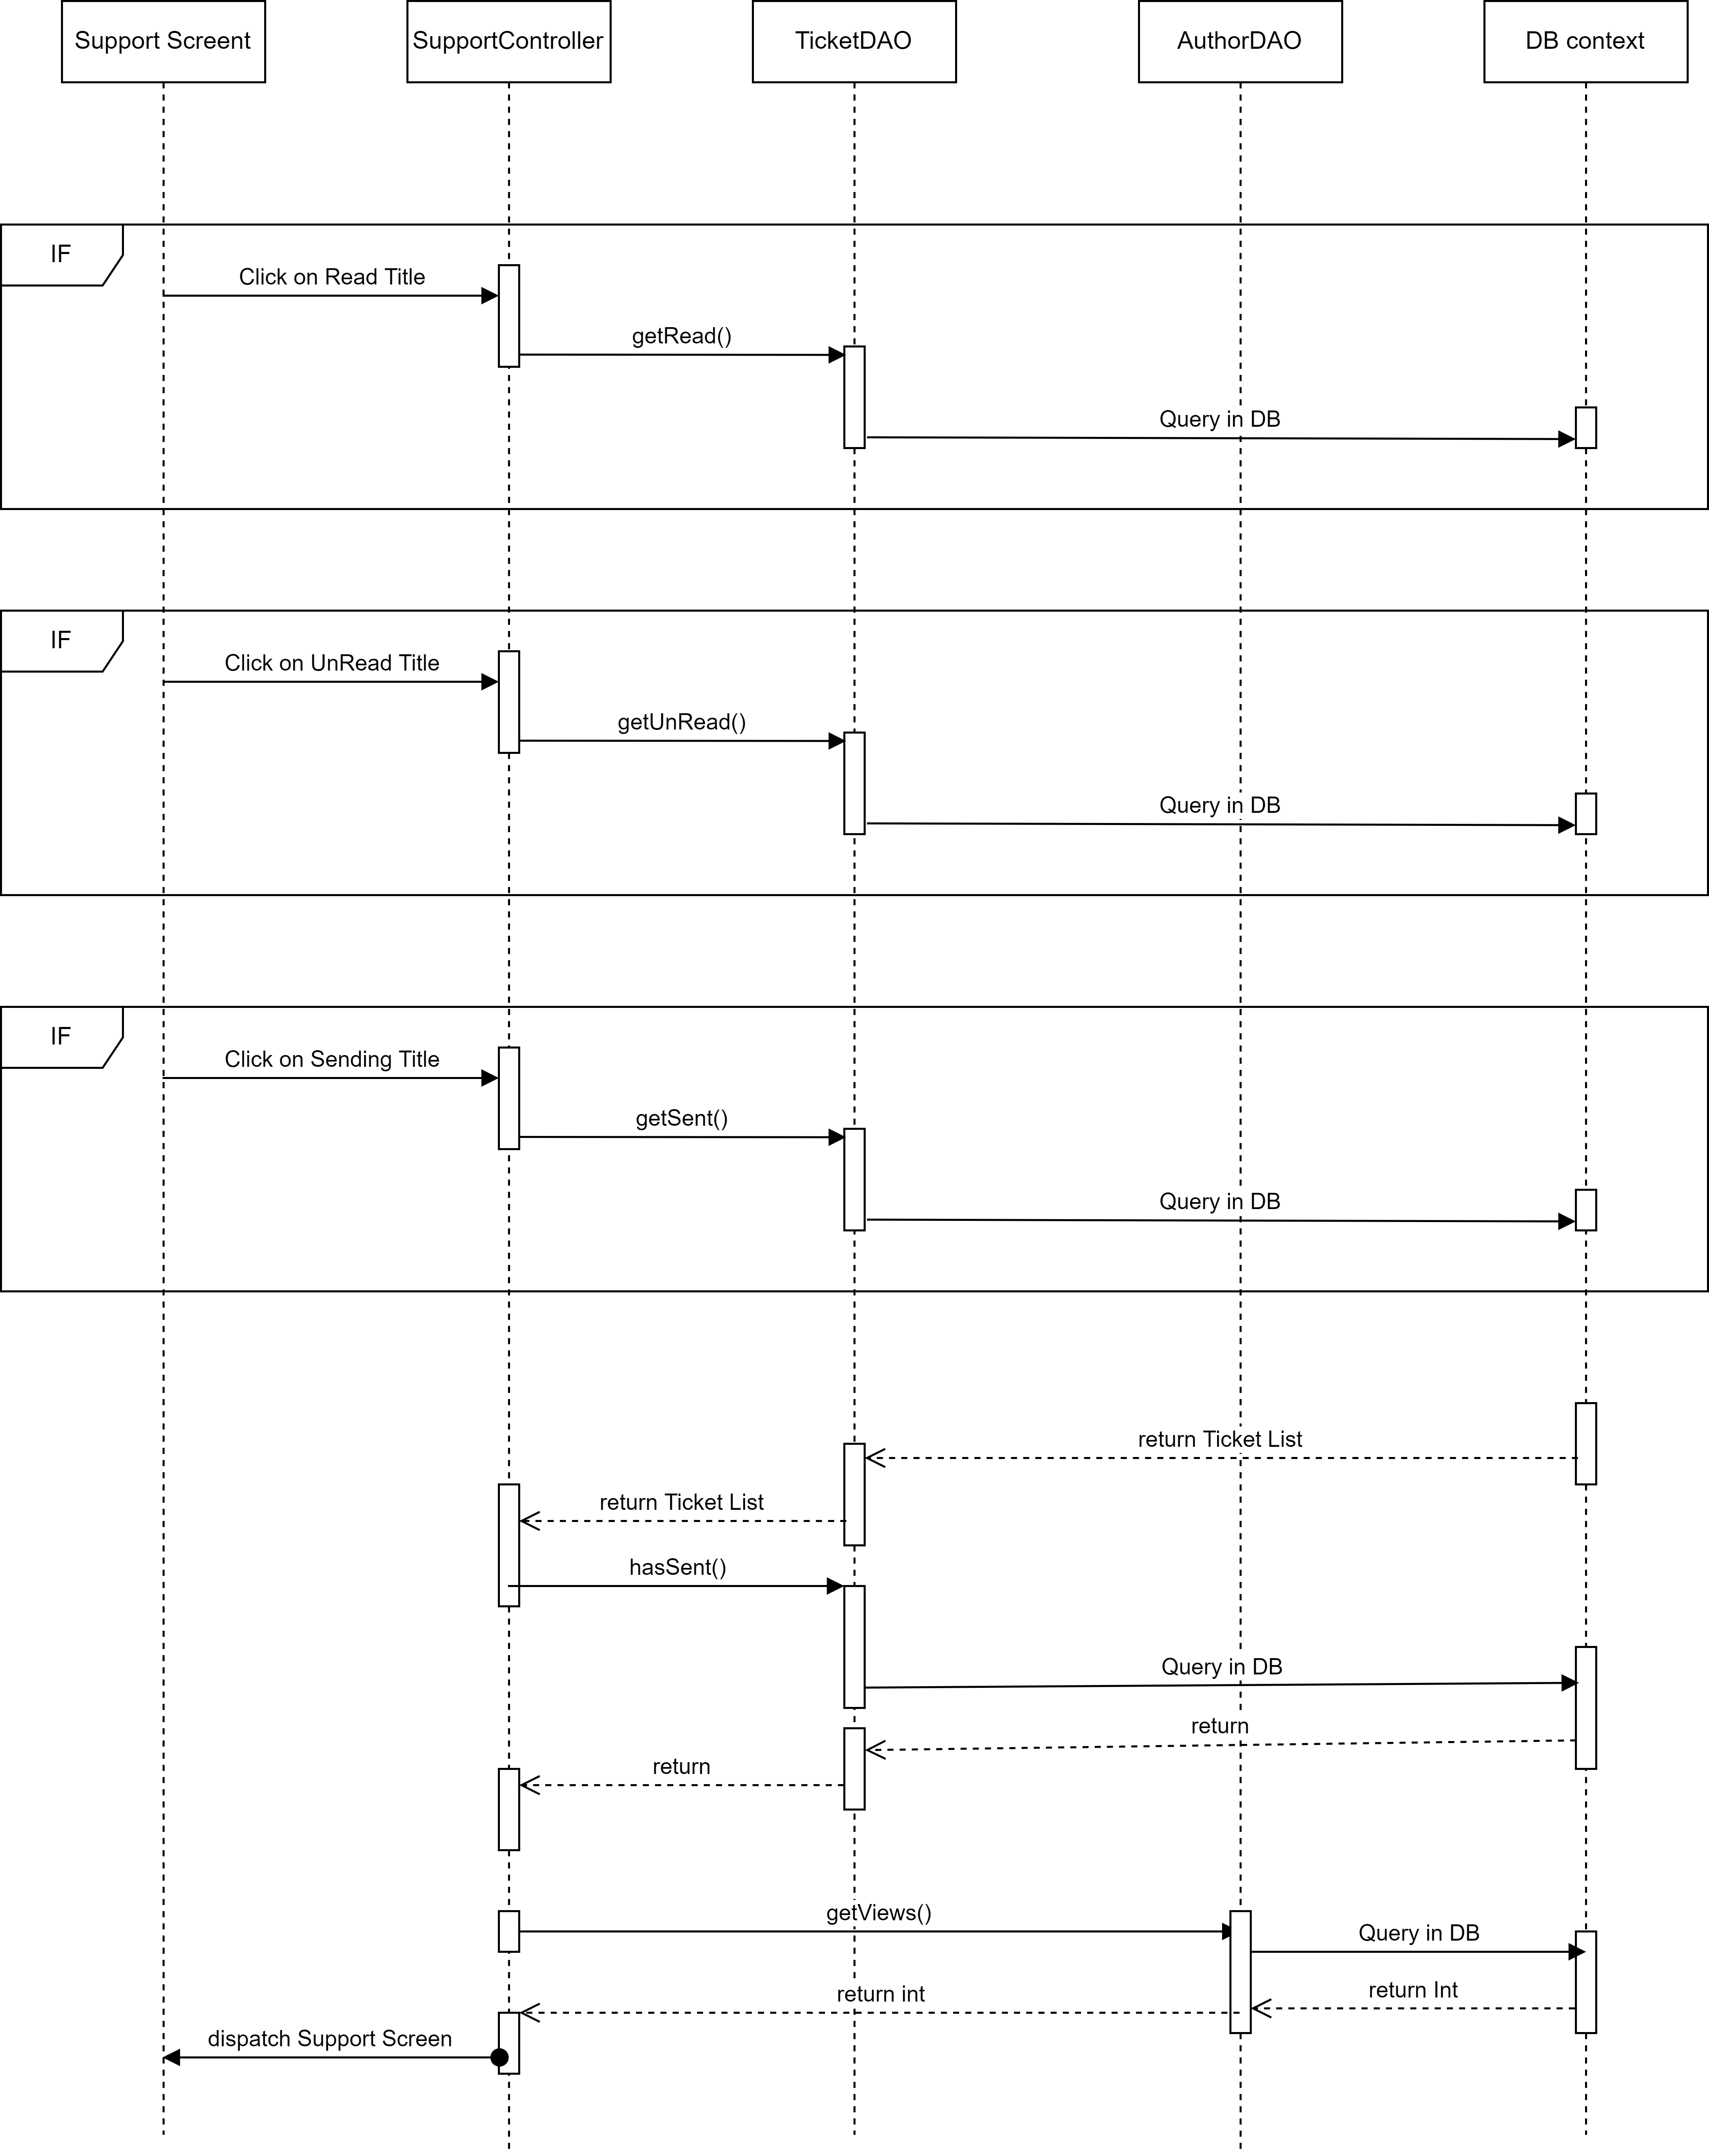 Support Screent
SupportController
TicketDAO
AuthorDAO
DB context
IF
Click on Read Title
getRead()
Query in DB
IF
Click on UnRead Title
getUnRead()
Query in DB
IF
Click on Sending Title
getSent()
Query in DB
return Ticket List
return Ticket List
hasSent()
Query in DB
return
return
getViews()
Query in DB
return Int
return int
dispatch Support Screen